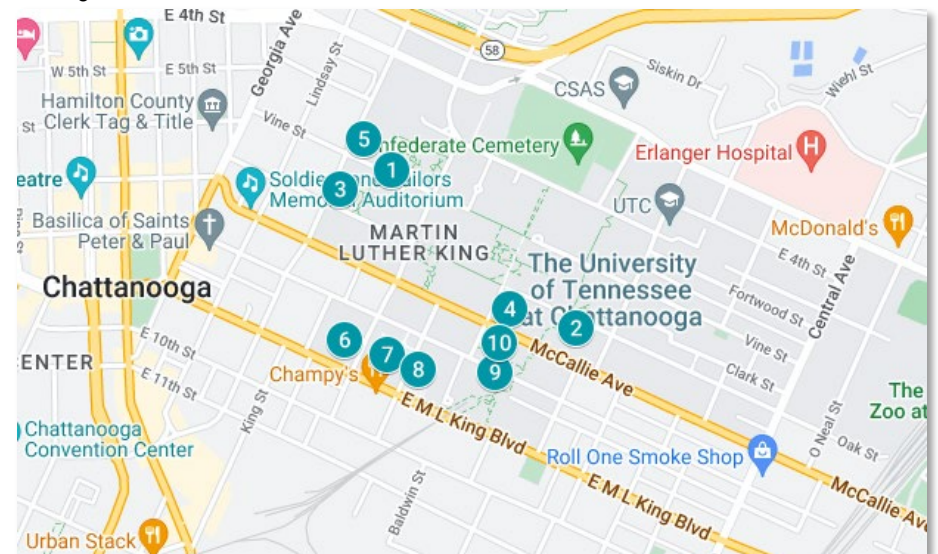 E 4th St
58
W 5th St
E 5th St
Georgia Ave
Lindsay St
Siskin Dr
Wiehl St
CSAS
Hamilton County
Clerk Tag & Title
St
Vine St
5
nfederate Cemetery
Erlanger Hospital
H
1
eatre
Soldie
and
ailors
Memo
Auditorium
3
UTC
McDonald's
Basilica of Saints
Peter & Paul
MARTIN
LUTHER KING
E 4th St
Central Ave
The University
of Tennessee
at Chattanooga
Fortwood St
Chattanooga
4
2
Vine St
10
McCallie Ave
Clark St
E 10th St
6
7
8
9
ENTER
E 11th St
Champy's
King St
E M L King Blvd
The
Zoo at
Chattanooga
Convention Center
O Neal St
Oak St
Roll One Smoke Shop
Baldwin St
E M L King Blvd
McCallie Av
Urban Stack